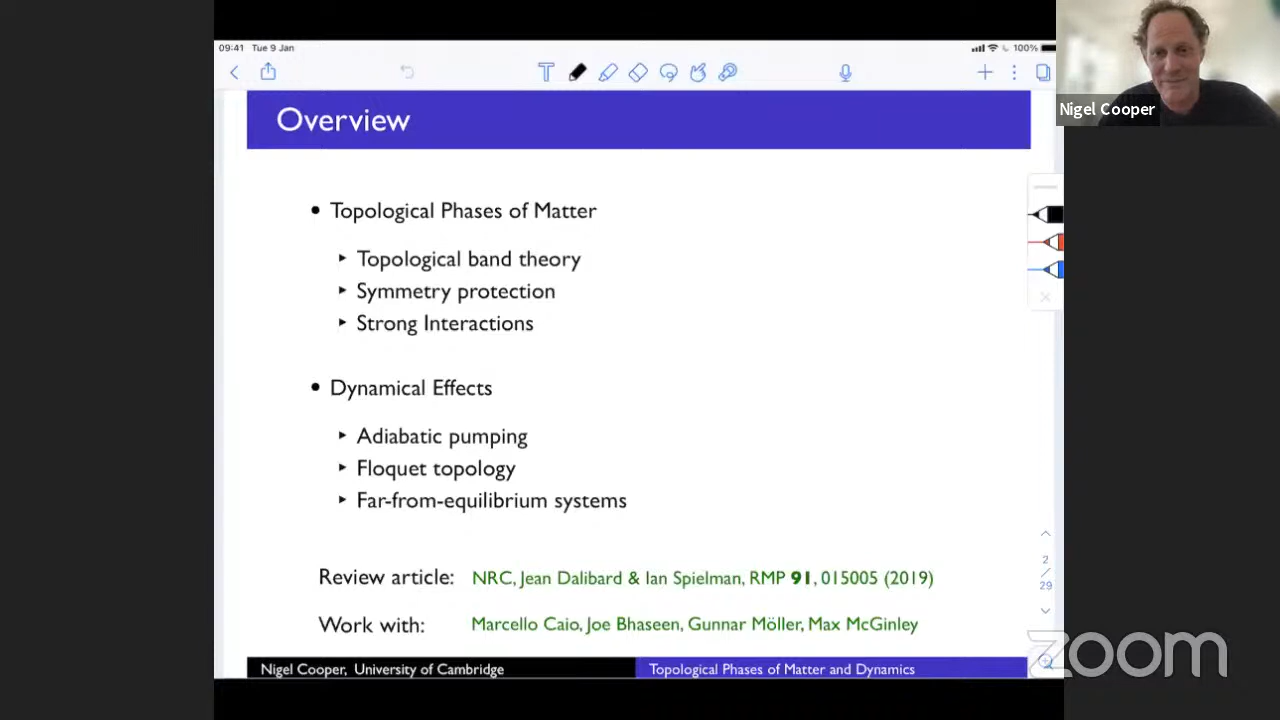 09:41 Tue 9 Jan
100%
Nigel Cooper
Overview
• Topological Phases of Matter
‣ Topological band theory
‣ Symmetry protection
‣ Strong Interactions
• Dynamical Effects
‣ Adiabatic pumping
‣ Floquet topology
‣ Far-from-equilibrium systems
2
/
29
Review article: NRC, Jean Dalibard & Ian Spielman, RMP 91, 015005 (2019)
Work with: Marcello Caio, Joe Bhaseen, Gunnar Möller, Max McGinley
Nigel Cooper, University of Cambridge Topological Phases of Matter and Dynamics
zoom